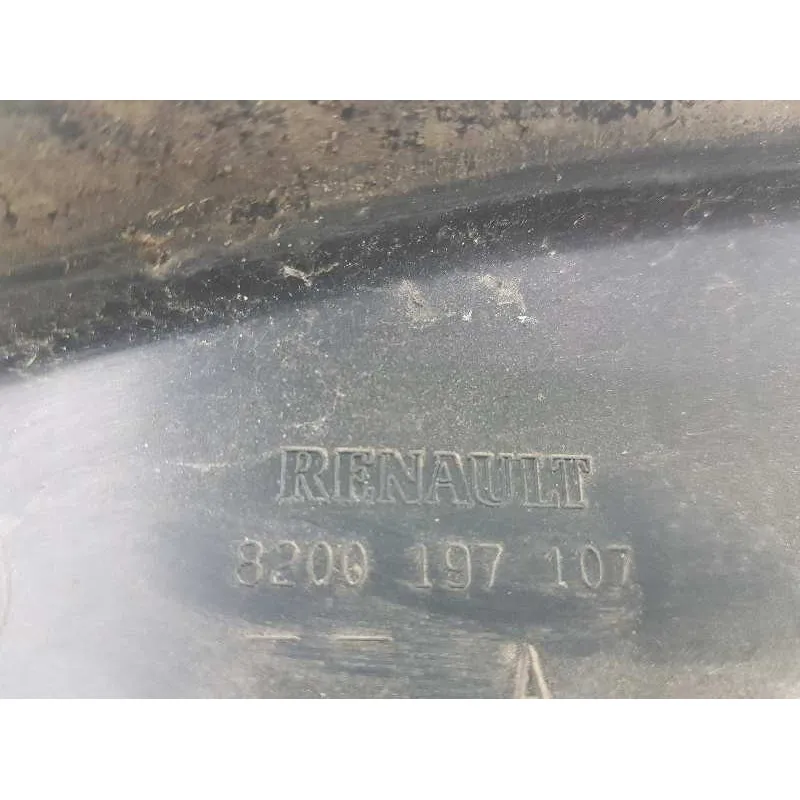 RENAULT
8200 197 107
— —
A